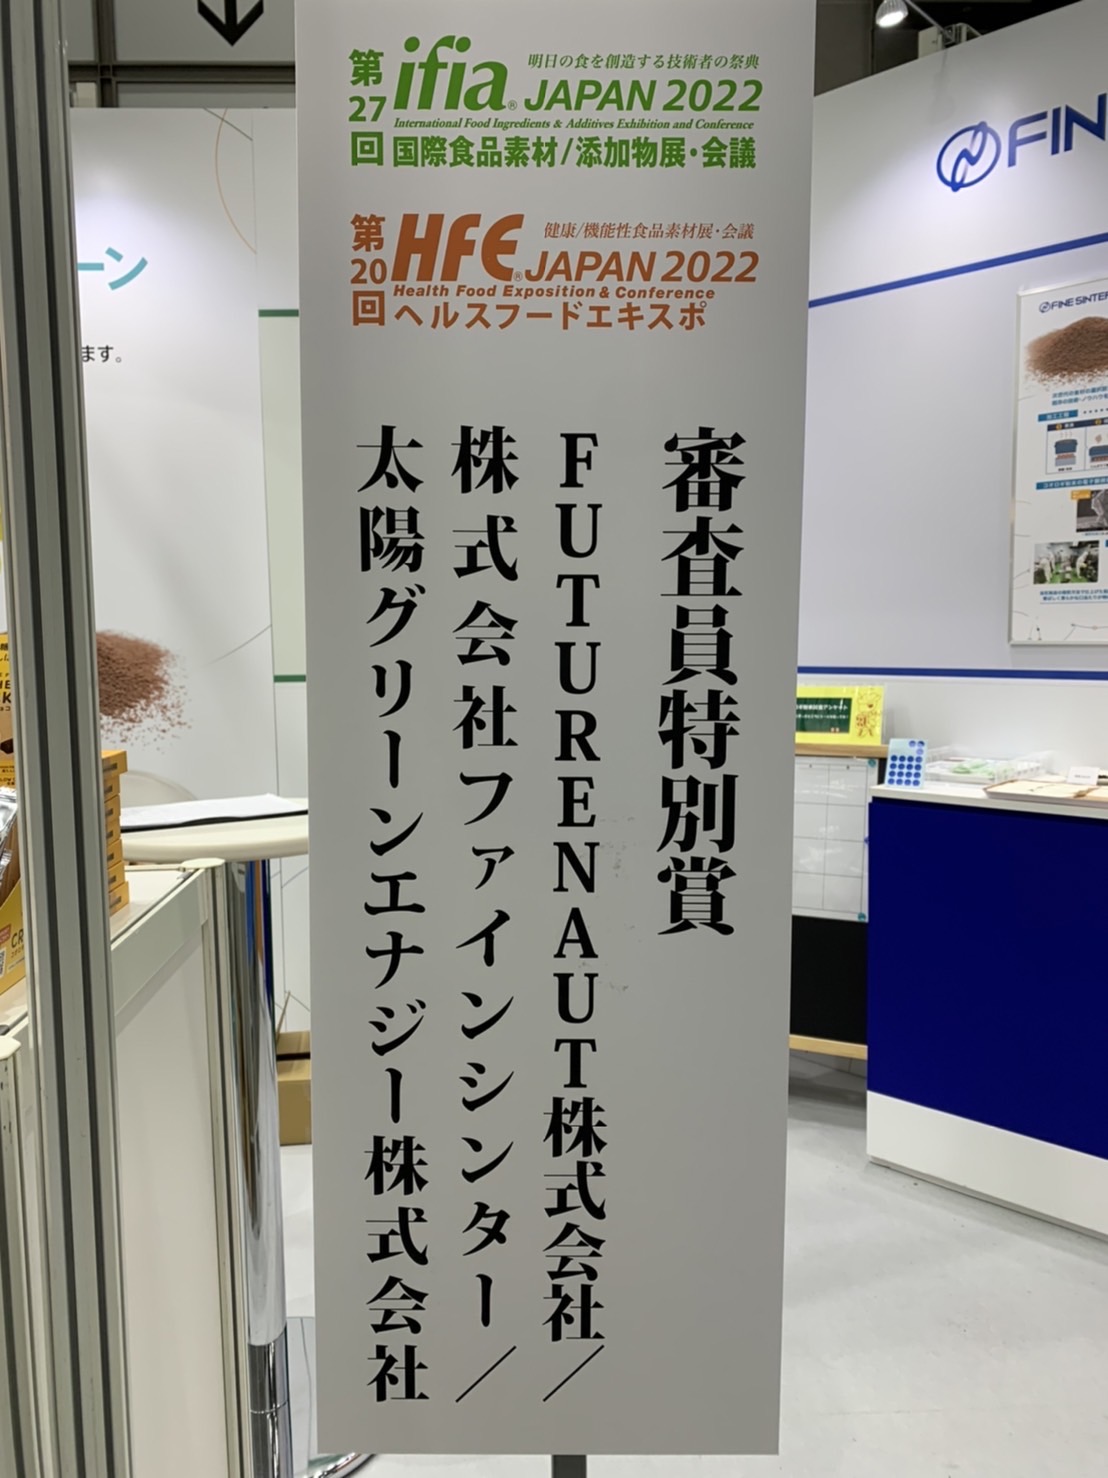 第27回
ifia® JAPAN 2022
明日の食を創造する技術者の祭典
International Food Ingredients & Additives Exhibition and Conference
国際食品素材/添加物展・会議
第20回
HFE® JAPAN 2022
健康/機能性食品素材展・会議
Health Food Exposition & Conference
ヘルスフードエキスポ
審査員特別賞
FUTURENAUT株式会社/
株式会社ファインシンター/
太陽グリーンエナジー株式会社
ーン
ます。
FINE
FINE SINTER